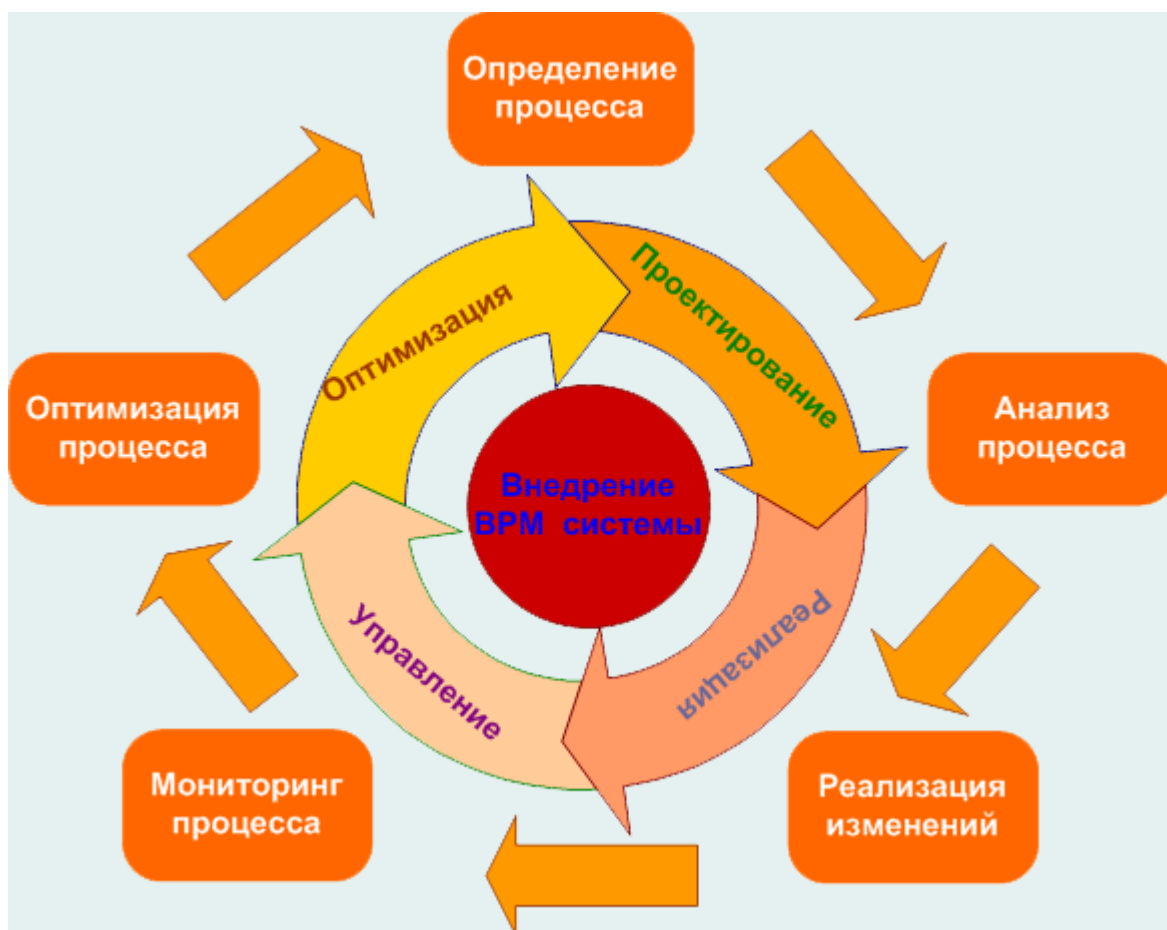 Определение
процесса
Оптимизация
Проектирование
Оптимизация
процесса
Анализ
процесса
Внедрение
BPM системы
Управление
Реализация
Мониторинг
процесса
Реализация
изменений